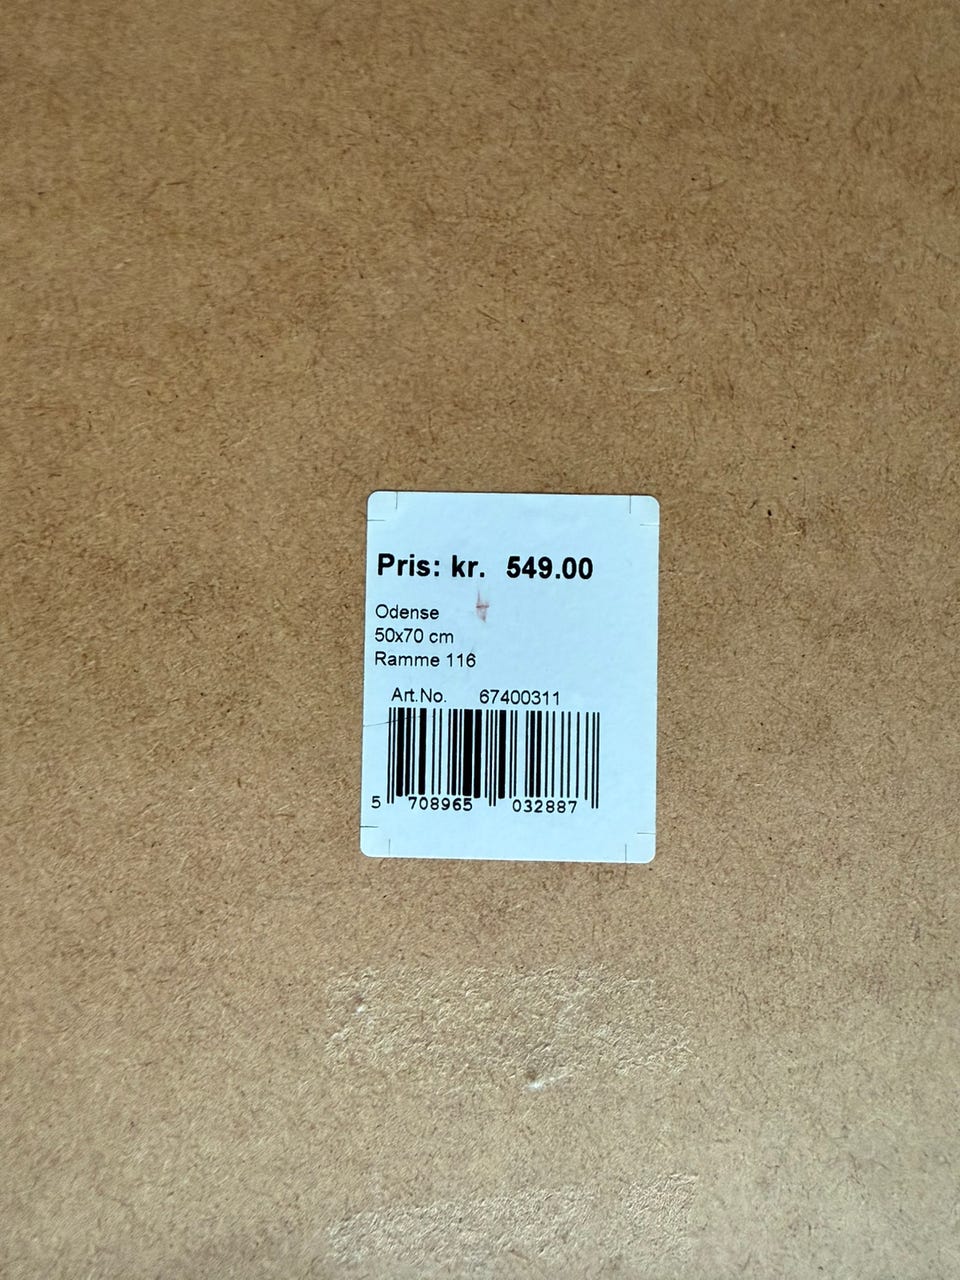 Pris: kr. 549.00
Odense
50x70 cm
Ramme 116
Art.No. 67400311
5 708965 032887